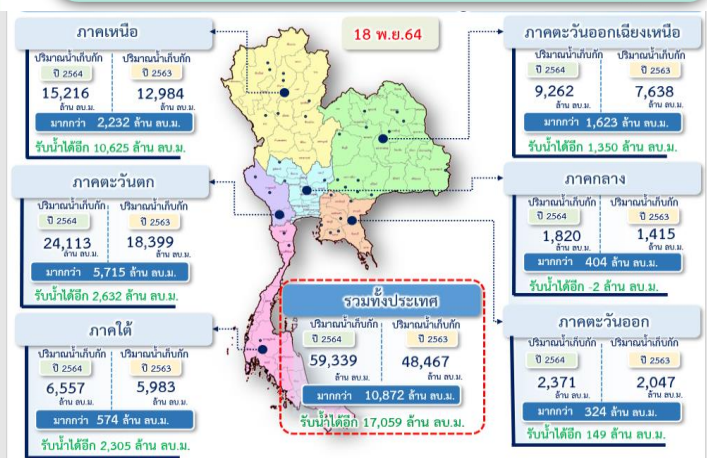 18 พ.ย.64
ภาคเหนือ
ปริมาณน้ำเก็บกัก ปริมาณน้ำเก็บกัก
ปี 2564 ปี 2563
15,216 12,984
ล้าน ลบ.ม. ล้าน ลบ.ม.
มากกว่า 2,232 ล้าน ลบ.ม.
รับน้ำได้อีก 10,625 ล้าน ลบ.ม.
ภาคตะวันออกเฉียงเหนือ
ปริมาณน้ำเก็บกัก ปริมาณน้ำเก็บกัก
ปี 2564 ปี 2563
9,262 7,638
ล้าน ลบ.ม. ล้าน ลบ.ม.
มากกว่า 1,623 ล้าน ลบ.ม.
รับน้ำได้อีก 1,350 ล้าน ลบ.ม.
ภาคตะวันตก
ปริมาณน้ำเก็บกัก ปริมาณน้ำเก็บกัก
ปี 2564 ปี 2563
24,113 18,399
ล้าน ลบ.ม. ล้าน ลบ.ม.
มากกว่า 5,715 ล้าน ลบ.ม.
รับน้ำได้อีก 2,632 ล้าน ลบ.ม.
ภาคกลาง
ปริมาณน้ำเก็บกัก ปริมาณน้ำเก็บกัก
ปี 2564 ปี 2563
1,820 1,415
ล้าน ลบ.ม. ล้าน ลบ.ม.
มากกว่า 404 ล้าน ลบ.ม.
รับน้ำได้อีก -2 ล้าน ลบ.ม.
ภาคใต้
ปริมาณน้ำเก็บกัก ปริมาณน้ำเก็บกัก
ปี 2564 ปี 2563
6,557 5,983
ล้าน ลบ.ม. ล้าน ลบ.ม.
มากกว่า 574 ล้าน ลบ.ม.
รับน้ำได้อีก 2,305 ล้าน ลบ.ม.
รวมทั้งประเทศ
ปริมาณน้ำเก็บกัก ปริมาณน้ำเก็บกัก
ปี 2564 ปี 2563
59,339 48,467
ล้าน ลบ.ม. ล้าน ลบ.ม.
มากกว่า 10,872 ล้าน ลบ.ม.
รับน้ำได้อีก 17,059 ล้าน ลบ.ม.
ภาคตะวันออก
ปริมาณน้ำเก็บกัก ปริมาณน้ำเก็บกัก
ปี 2564 ปี 2563
2,371 2,047
ล้าน ลบ.ม. ล้าน ลบ.ม.
มากกว่า 324 ล้าน ลบ.ม.
รับน้ำได้อีก 149 ล้าน ลบ.ม.